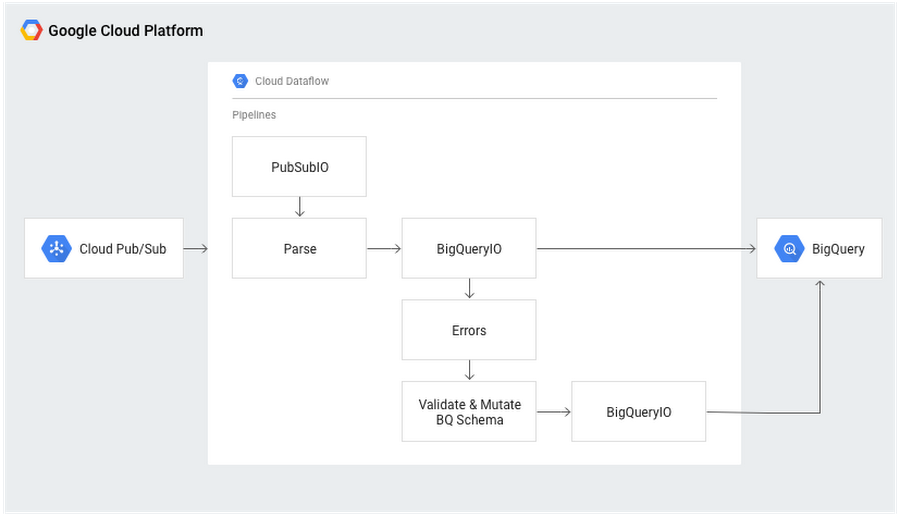 Google Cloud Platform
Cloud Dataflow
Pipelines
PubSubIO
Cloud Pub/Sub
Parse
BigQueryIO
BigQuery
Errors
Validate & Mutate
BQ Schema
BigQueryIO